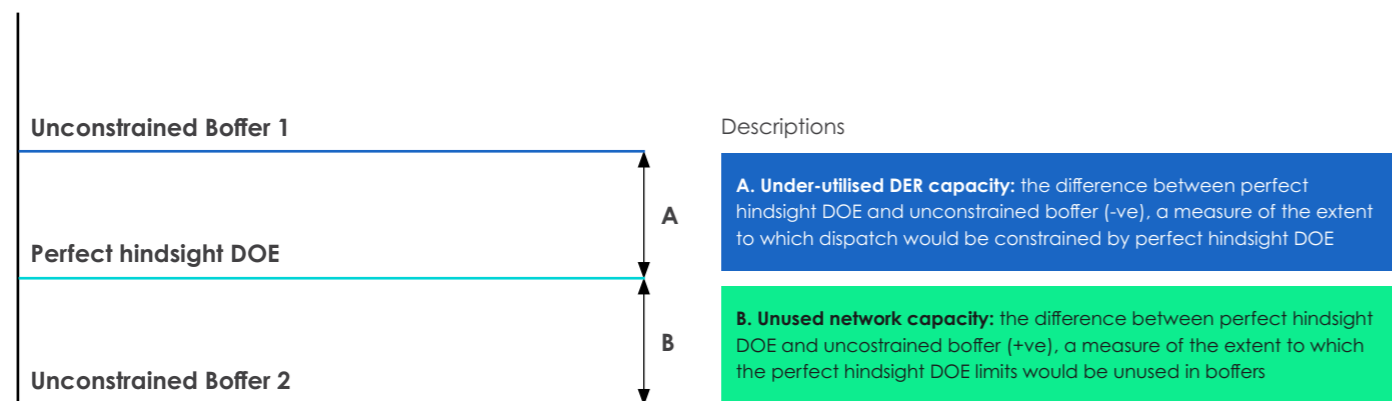 Unconstrained Boffer 1
Perfect hindsight DOE
Unconstrained Boffer 2
A
B
Descriptions
A. Under-utilised DER capacity: the difference between perfect
hindsight DOE and unconstrained boffer (-ve), a measure of the extent
to which dispatch would be constrained by perfect hindsight DOE
B. Unused network capacity: the difference between perfect hindsight
DOE and uncostrained boffer (+ve), a measure of the extent to which
the perfect hindsight DOE limits would be unused in boffers